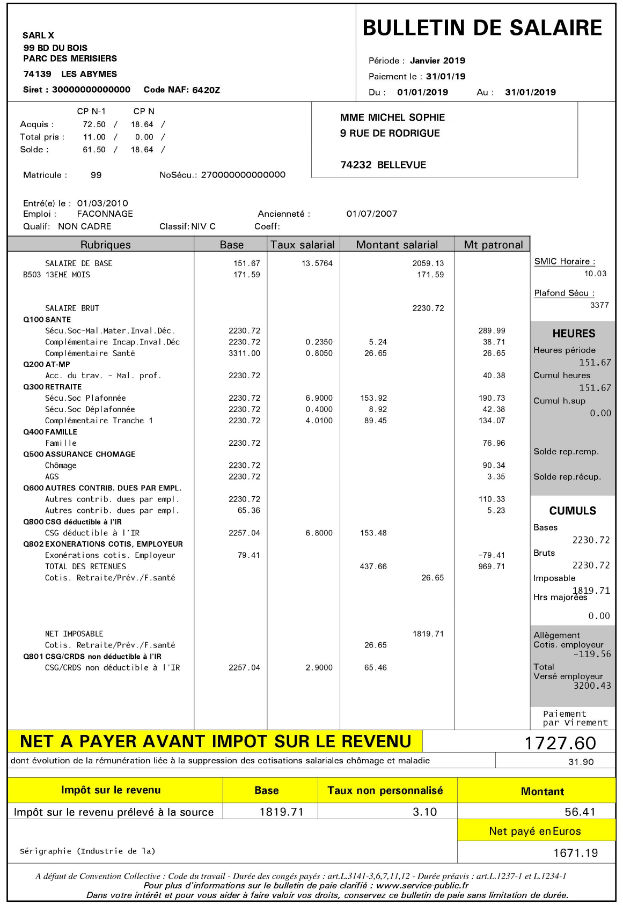 BULLETIN DE SALAIRE
SARL X
99 BD DU BOIS
PARC DES MERISIERS
74139 LES ABYMES
Siret : 30000000000000 Code NAF: 6420Z
Période : Janvier 2019
Paiement le : 31/01/19
Du : 01/01/2019 Au : 31/01/2019
CP N-1 CP N
Acquis : 72.50 / 18.64 /
Total pris : 11.00 / 0.00 /
Solde : 61.50 / 18.64 /
Matricule : 99 NoSécu.: 270000000000000
MME MICHEL SOPHIE
9 RUE DE RODRIGUE
74232 BELLEVUE
Entré(e) le : 01/03/2010
Emploi : FACONNAGE Ancienneté : 01/07/2007
Qualif: NON CADRE Classif: NIV C Coeff:
Rubriques Base Taux salarial Montant salarial Mt patronal
SALAIRE DE BASE 151.67 13.5764 2059.13
B503 13EME MOIS 171.59 171.59
SALAIRE BRUT 2230.72
Q100 SANTE
Sécu.Soc-Mal.Mater.Inval.Déc. 2230.72 289.99
Complémentaire Incap.Inval.Déc 2230.72 0.2350 5.24 38.71
Complémentaire Santé 3311.00 0.8050 26.65 26.65
Q200 AT-MP
Acc. du trav. - Mal. prof. 2230.72 40.38
Q300 RETRAITE
Sécu.Soc Plafonnée 2230.72 6.9000 153.92 190.73
Sécu.Soc Déplafonnée 2230.72 0.4000 8.92 42.38
Complémentaire Tranche 1 2230.72 4.0100 89.45 134.07
Q400 FAMILLE
Famille 2230.72 76.96
Q500 ASSURANCE CHOMAGE
Chômage 2230.72 90.34
AGS 2230.72 3.35
Q600 AUTRES CONTRIB. DUES PAR EMPL.
Autres contrib. dues par empl. 2230.72 110.33
Autres contrib. dues par empl. 65.36 5.23
Q800 CSG déductible à l'IR
CSG déductible à l'IR 2257.04 6.8000 153.48
Q802 EXONERATIONS COTIS, EMPLOYEUR
Exonérations cotis. Employeur 79.41 -79.41
TOTAL DES RETENUES 437.66 969.71
Cotis. Retraite/Prév./F.santé 26.65
NET IMPOSABLE 1819.71
Cotis. Retraite/Prév./F.santé 26.65
Q801 CSG/CRDS non déductible à l'IR
CSG/CRDS non déductible à l'IR 2257.04 2.9000 65.46
SMIC Horaire :
10.03
Plafond Sécu :
3377
HEURES
Heures période
151.67
Cumul heures
151.67
Cumul h.sup
0.00
Solde rep.remp.
Solde rep.récup.
CUMULS
Bases
2230.72
Bruts
2230.72
Imposable
1819.71
Hrs majorées
0.00
Allègement
Cotis. employeur
-119.56
Total
Versé employeur
3200.43
Paiement
par Virement
NET A PAYER AVANT IMPOT SUR LE REVENU 1727.60
dont évolution de la rémunération liée à la suppression des cotisations salariales chômage et maladie 31.90
Impôt sur le revenu Base Taux non personnalisé Montant
Impôt sur le revenu prélevé à la source 1819.71 3.10 56.41
Net payé en Euros
Sérigraphie (Industrie de la) 1671.19
A défaut de Convention Collective : Code du travail - Durée des congés payés : art.L.3141-3,6,7,11,12 - Durée préavis : art.L.1237-1 et L.1234-1
Pour plus d'informations sur le bulletin de paie clarifié : www.service public.fr
Dans votre intérêt et pour vous aider à faire valoir vos droits, conservez ce bulletin de paie sans limitation de durée.